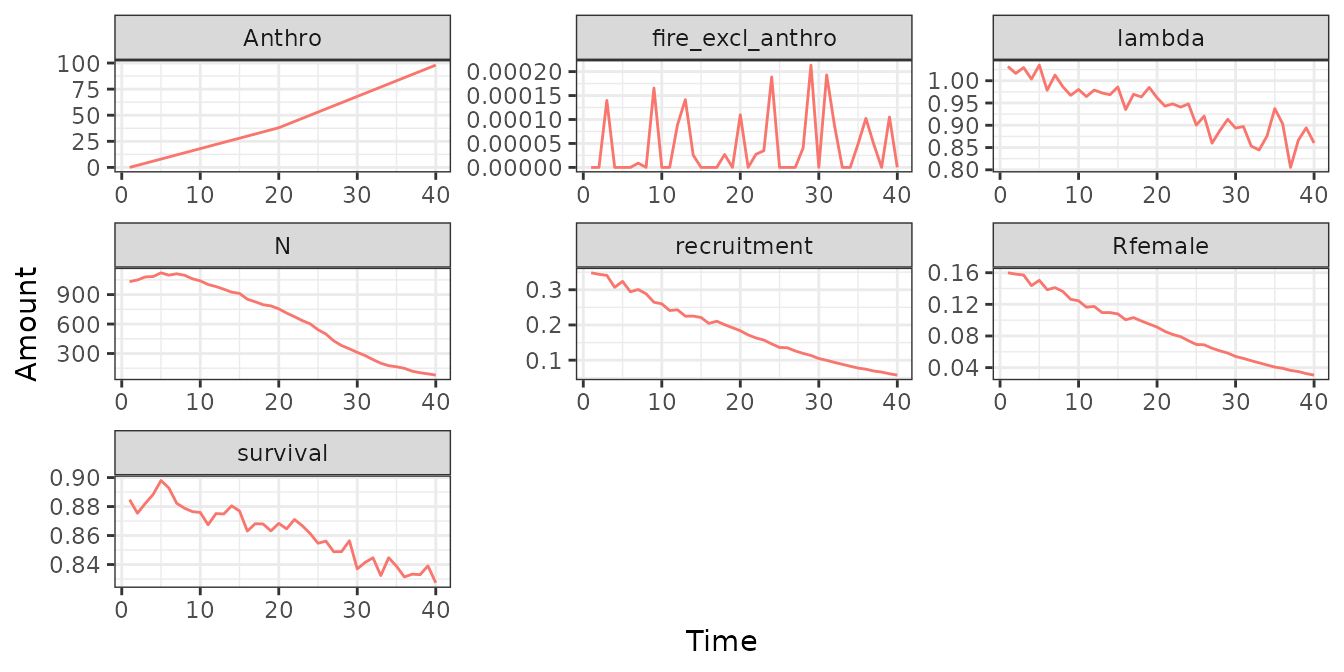 Anthro
fire_excl_anthro
lambda
100
75
50
25
0
0.00020
0.00015
0.00010
0.00005
0.00000
1.00
0.95
0.90
0.85
0.80
0 10 20 30 40
0 10 20 30 40
0 10 20 30 40
N
recruitment
Rfemale
900
600
300
0.3
0.2
0.1
0.16
0.12
0.08
0.04
0 10 20 30 40
0 10 20 30 40
0 10 20 30 40
survival
0.90
0.88
0.86
0.84
0 10 20 30 40
Amount
Time